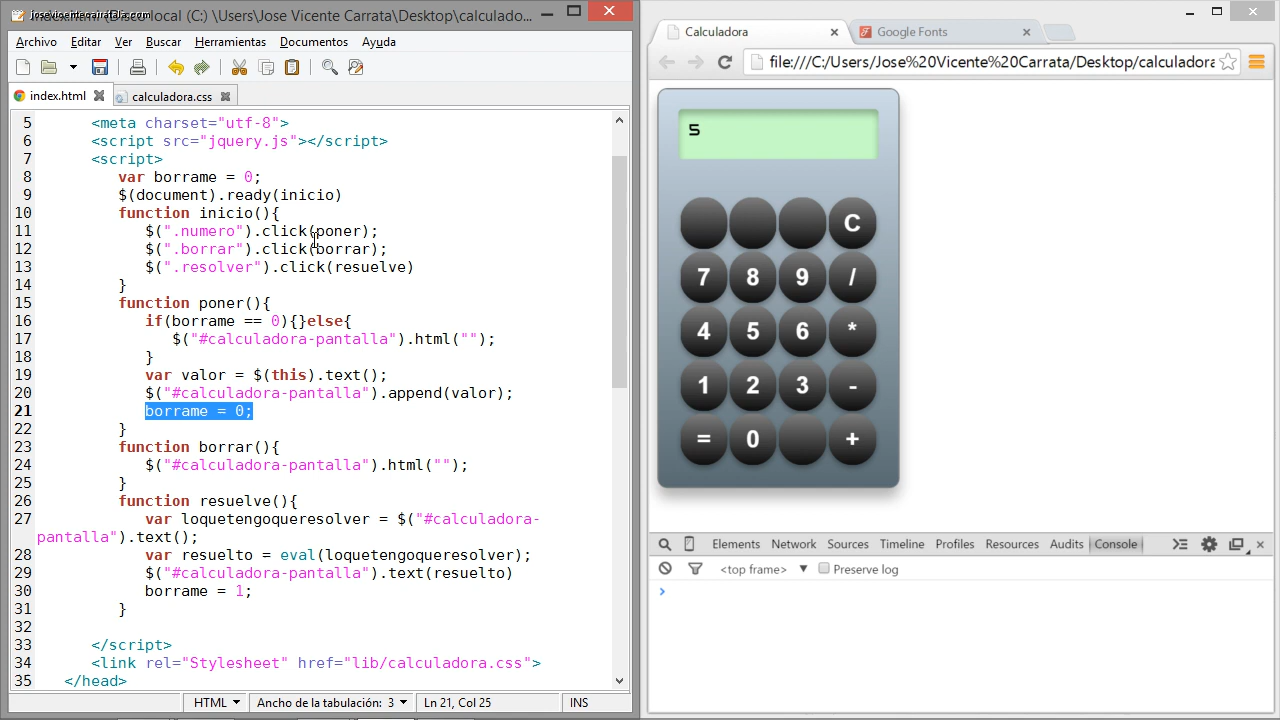 local (C:) \Users\Jose Vicente Carrata\Desktop\calculado...
Archivo Editar Ver Buscar Herramientas Documentos Ayuda
index.html
calculadora.css
5 <meta charset="utf-8">
6 <script src="jquery.js"></script>
7 <script>
8 var borrame = 0;
9 $(document).ready(inicio)
10 function inicio(){
11 $(".numero").click(poner);
12 $(".borrar").click(borrar);
13 $(".resolver").click(resuelve)
14 }
15 function poner(){
16 if(borrame == 0){}else{
17 $("#calculadora-pantalla").html("");
18 }
19 var valor = $(this).text();
20 $("#calculadora-pantalla").append(valor);
21 borrame = 0;
22 }
23 function borrar(){
24 $("#calculadora-pantalla").html("");
25 }
26 function resuelve(){
27 var loquetengoqueresolver = $("#calculadora-
pantalla").text();
28 var resuelto = eval(loquetengoqueresolver);
29 $("#calculadora-pantalla").text(resuelto)
30 borrame = 1;
31 }
32
33 </script>
34 <link rel="Stylesheet" href="lib/calculadora.css">
35 </head>
HTML Ancho de la tabulación: 3 Ln 21, Col 25 INS
Calculadora
Google Fonts
file:///C:/Users/Jose%20Vicente%20Carrata/Desktop/calculadora
5
C
7 8 9 /
4 5 6 *
1 2 3 -
= 0 +
Elements Network Sources Timeline Profiles Resources Audits Console
<top frame> Preserve log